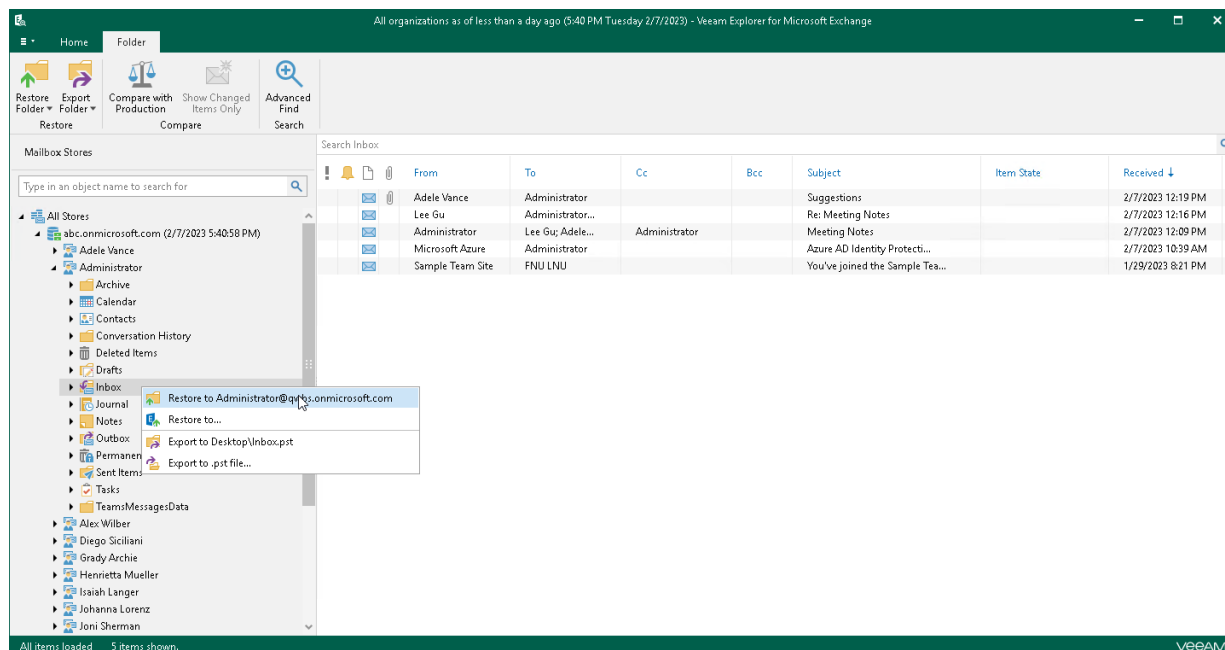 All organizations as of less than a day ago (5:40 PM Tuesday 2/7/2023) - Veeam Explorer for Microsoft Exchange
Home Folder
Restore Folder Export Folder Compare with Production Show Changed Items Only Advanced Find
Restore Compare Search
Mailbox Stores
Type in an object name to search for
All Stores
abc.onmicrosoft.com (2/7/2023 5:40:58 PM)
Adele Vance
Administrator
Archive
Calendar
Contacts
Conversation History
Deleted Items
Drafts
Inbox
Journal
Notes
Outbox
Permanen
Sent Items
Tasks
TeamsMessagesData
Alex Wilber
Diego Siciliani
Grady Archie
Henrietta Mueller
Isaiah Langer
Johanna Lorenz
Joni Sherman
Restore to
Restore to...
Export to Desktop\Inbox.pst
Export to .pst file...
Search Inbox
From To Cc Bcc Subject Item State Received
Adele Vance Administrator Suggestions 2/7/2023 12:19 PM
Lee Gu Administrator... Re: Meeting Notes 2/7/2023 12:16 PM
Administrator Lee Gu; Adele... Administrator Meeting Notes 2/7/2023 12:09 PM
Microsoft Azure Administrator Azure AD Identity Protecti... 2/7/2023 10:39 AM
Sample Team Site FNU LNU You've joined the Sample Tea... 1/29/2023 8:21 PM
All items loaded 5 items shown.
veeAM